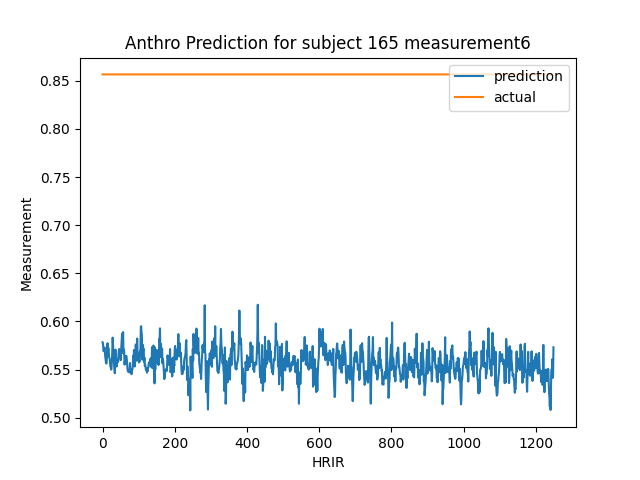 Anthro Prediction for subject 165 measurement6
prediction
actual
0.85
0.80
0.75
0.70
0.65
0.60
0.55
0.50
Measurement
0 200 400 600 800 1000 1200
HRIR